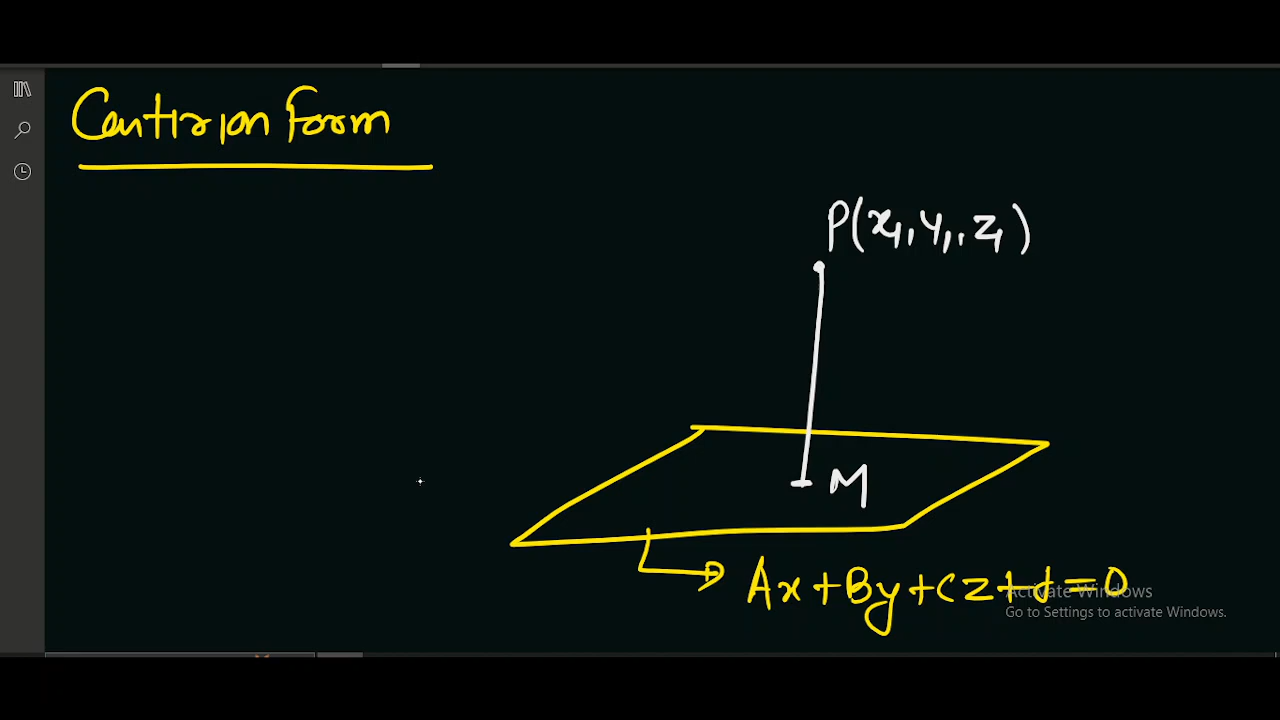 Cartesian Form
P(x₁, y₁, z₁)
M
Ax + By + Cz + d = 0
Activate Windows
Go to Settings to activate Windows.